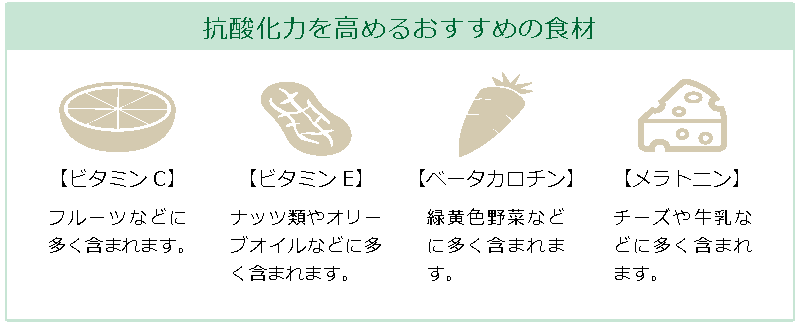 抗酸化力を高めるおすすめの食材
【ビタミンC】
フルーツなどに
多く含まれます。
【ビタミンE】
ナッツ類やオリー
ブオイルなどに多
く含まれます。
【ベータカロチン】
緑黄色野菜など
に多く含まれま
す。
【メラトニン】
チーズや牛乳な
どに多く含まれ
ます。